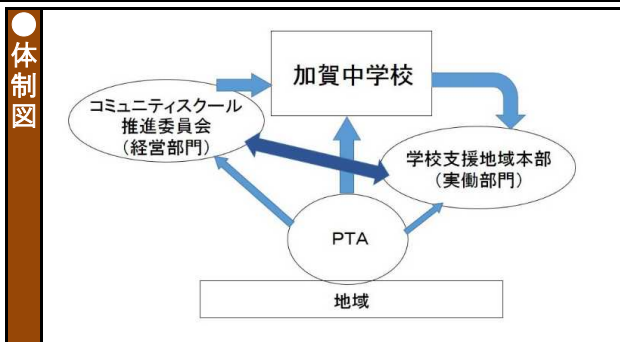 ●体制図
加賀中学校
コミュニティスクール
推進委員会
（経営部門）
学校支援地域本部
（実働部門）
PTA
地域